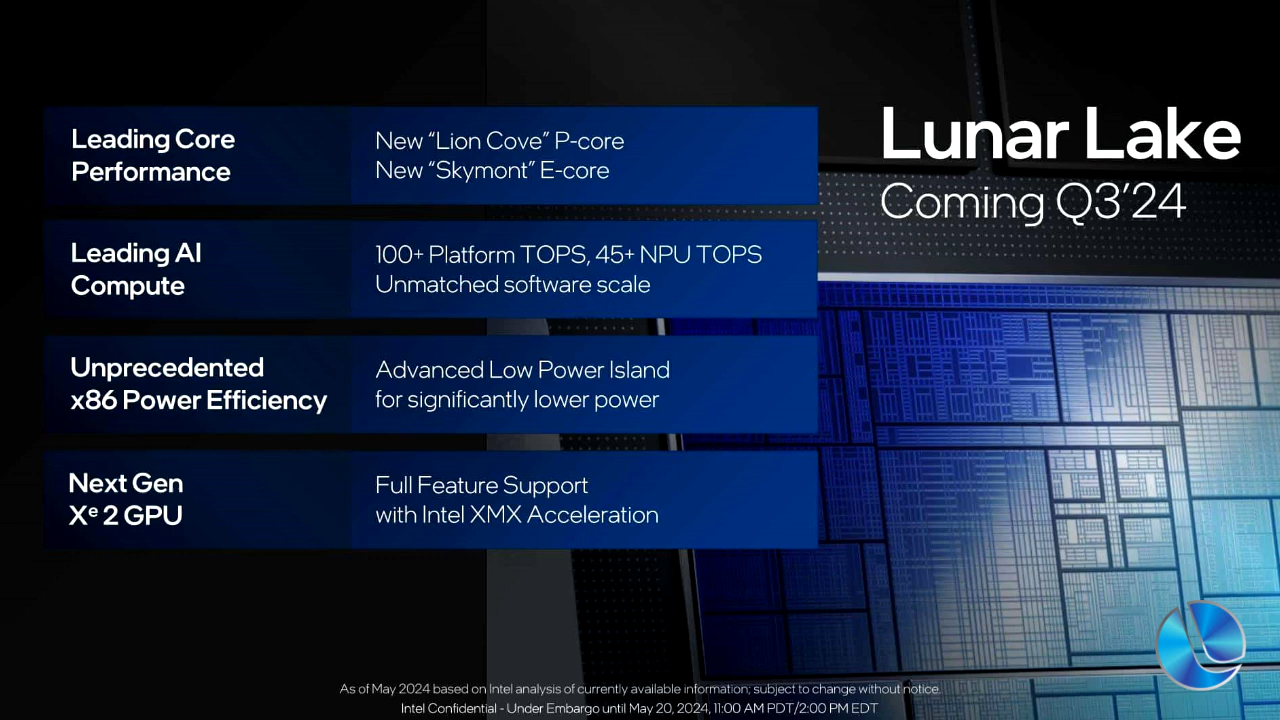 Lunar Lake
Coming Q3’24
Leading Core
Performance
New “Lion Cove” P-core
New “Skymont” E-core
Leading AI
Compute
100+ Platform TOPS, 45+ NPU TOPS
Unmatched software scale
Unprecedented
x86 Power Efficiency
Advanced Low Power Island
for significantly lower power
Next Gen
Xᵉ 2 GPU
Full Feature Support
with Intel XMX Acceleration
As of May 2024 based on Intel analysis of currently available information; subject to change without notice.
Intel Confidential - Under Embargo until May 20, 2024, 11:00 AM PDT/2:00 PM EDT